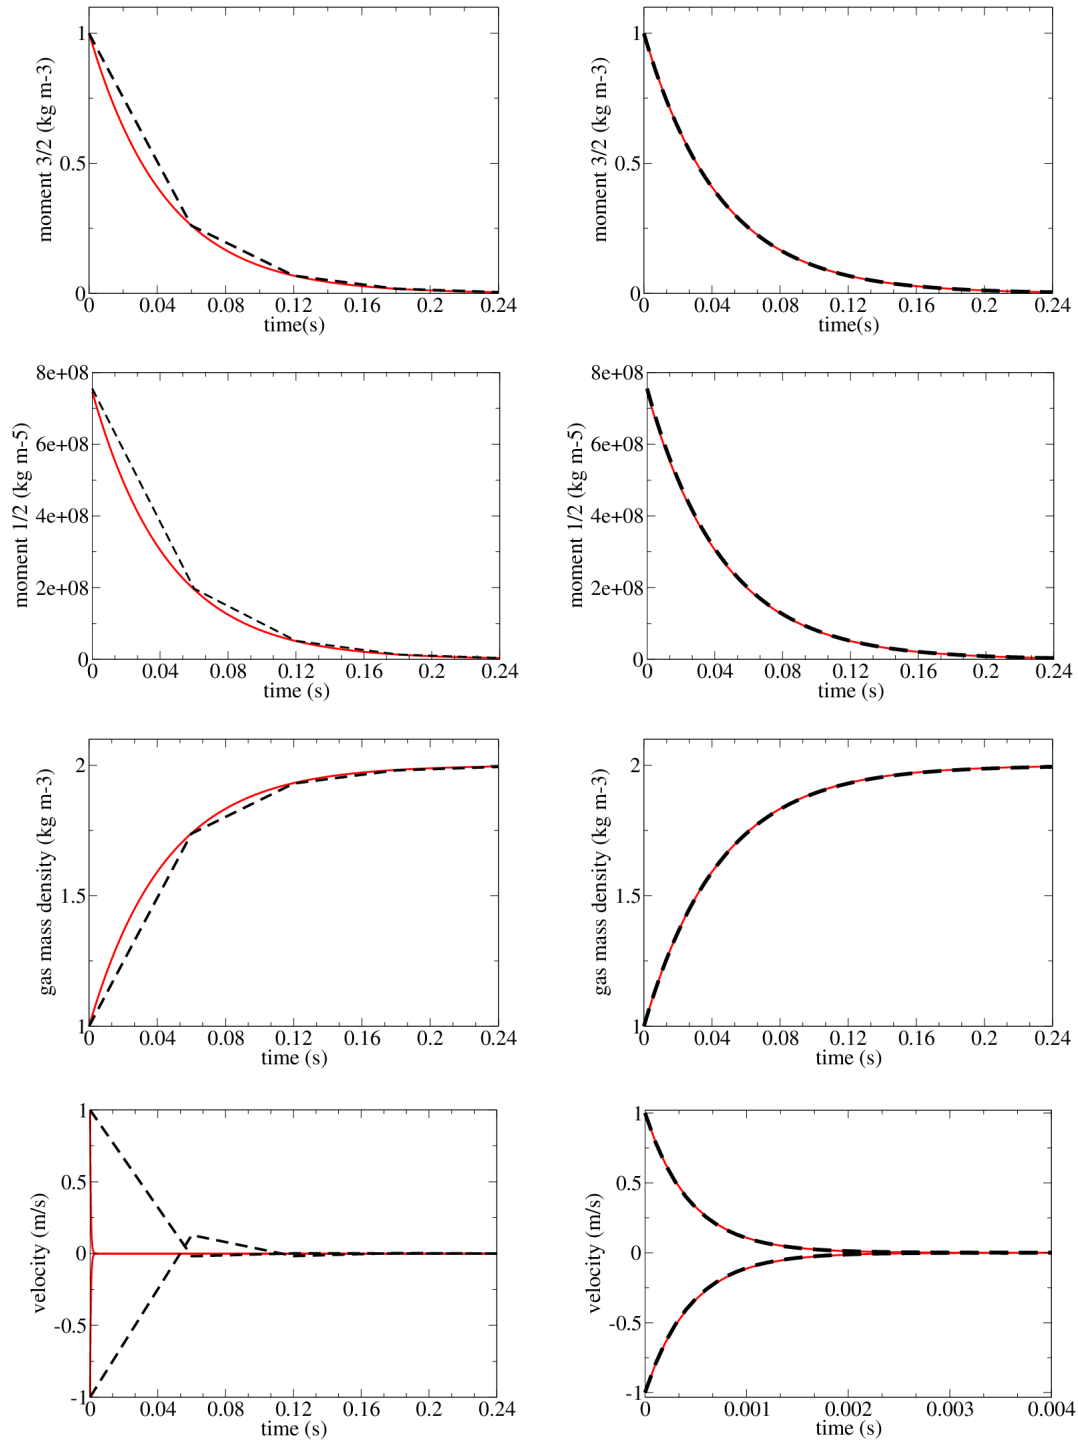 moment 3/2 (kg m-3)
1
0.5
0
0 0.04 0.08 0.12 0.16 0.2 0.24
time(s)
moment 3/2 (kg m-3)
1
0.5
0
0 0.04 0.08 0.12 0.16 0.2 0.24
time(s)
moment 1/2 (kg m-5)
8e+08
6e+08
4e+08
2e+08
0
0 0.04 0.08 0.12 0.16 0.2 0.24
time (s)
moment 1/2 (kg m-5)
8e+08
6e+08
4e+08
2e+08
0
0 0.04 0.08 0.12 0.16 0.2 0.24
time (s)
gas mass density (kg m-3)
2
1.5
1
0 0.04 0.08 0.12 0.16 0.2 0.24
time (s)
gas mass density (kg m-3)
2
1.5
1
0 0.04 0.08 0.12 0.16 0.2 0.24
time (s)
velocity (m/s)
1
0.5
0
-0.5
-1
0 0.04 0.08 0.12 0.16 0.2 0.24
time (s)
velocity (m/s)
1
0.5
0
-0.5
-1
0 0.001 0.002 0.003 0.004
time (s)